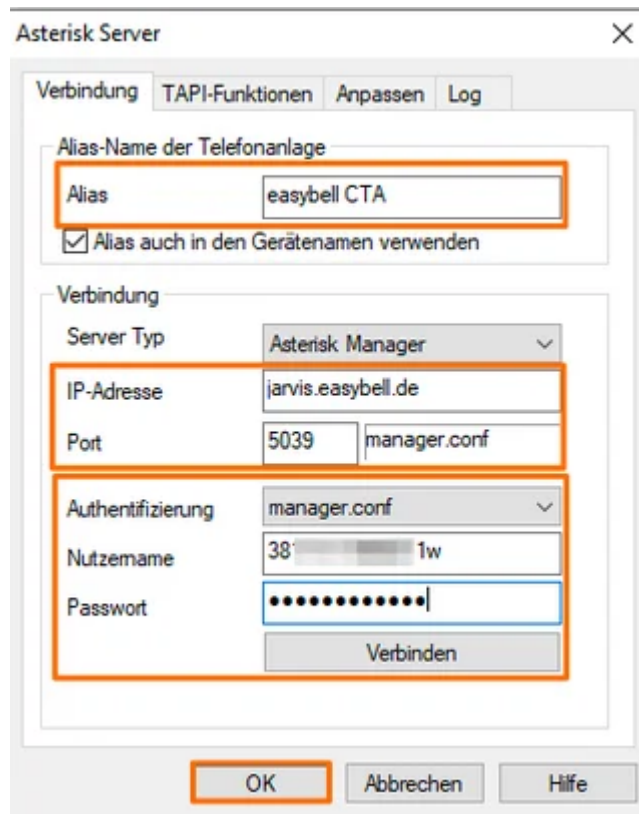 Asterisk Server
Verbindung TAPI-Funktionen Anpassen Log
Alias-Name der Telefonanlage
Alias easybell CTA
Alias auch in den Gerätenamen verwenden
Verbindung
Server Typ Asterisk Manager
IP-Adresse jarvis.easybell.de
Port 5039 manager.conf
Authentifizierung manager.conf
Nutzername 38 1w
Passwort ●●●●●●●●●●●●
Verbinden
OK Abbrechen Hilfe